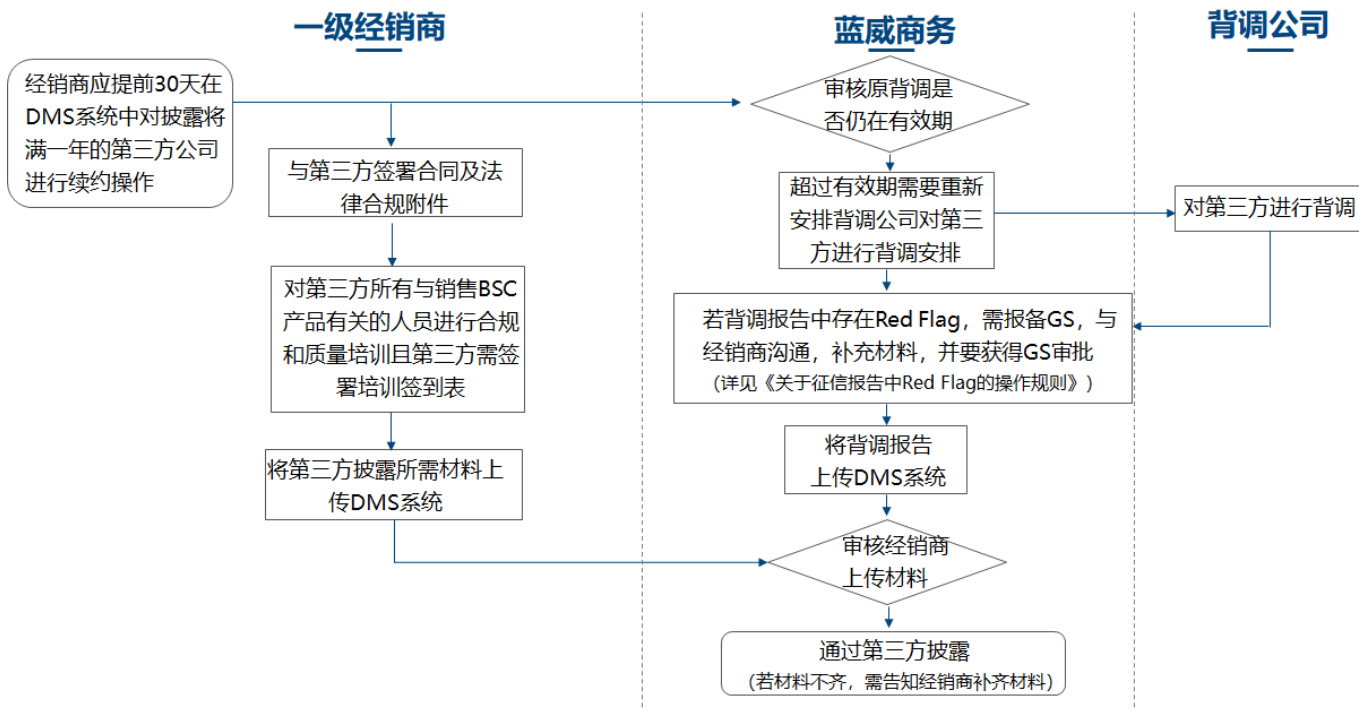 一级经销商
蓝威商务
背调公司
经销商应提前30天在
DMS系统中对披露将
满一年的第三方公司
进行续约操作
审核原背调是
否仍在有效期
与第三方签署合同及法
律合规附件
超过有效期需要重新
安排背调公司对第三
方进行背调安排
对第三方进行背调
对第三方所有与销售BSC
产品有关的人员进行合规
和质量培训且第三方需签
署培训签到表
若背调报告中存在Red Flag，需报备GS，与
经销商沟通，补充材料，并要获得GS审批
（详见《关于征信报告中Red Flag的操作规则》）
将第三方披露所需材料上
传DMS系统
将背调报告
上传DMS系统
审核经销商
上传材料
通过第三方披露
（若材料不齐，需告知经销商补齐材料）